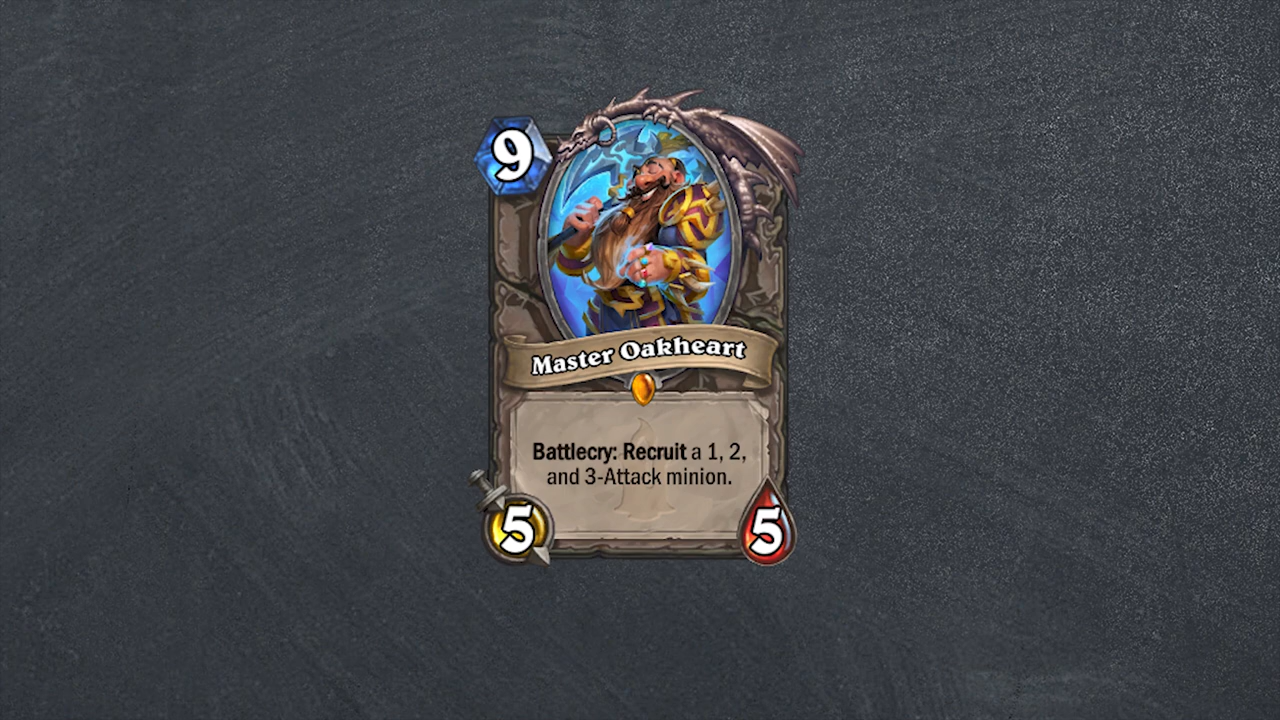 9
Master Oakheart
Battlecry: Recruit a 1, 2,
and 3-Attack minion.
5 5